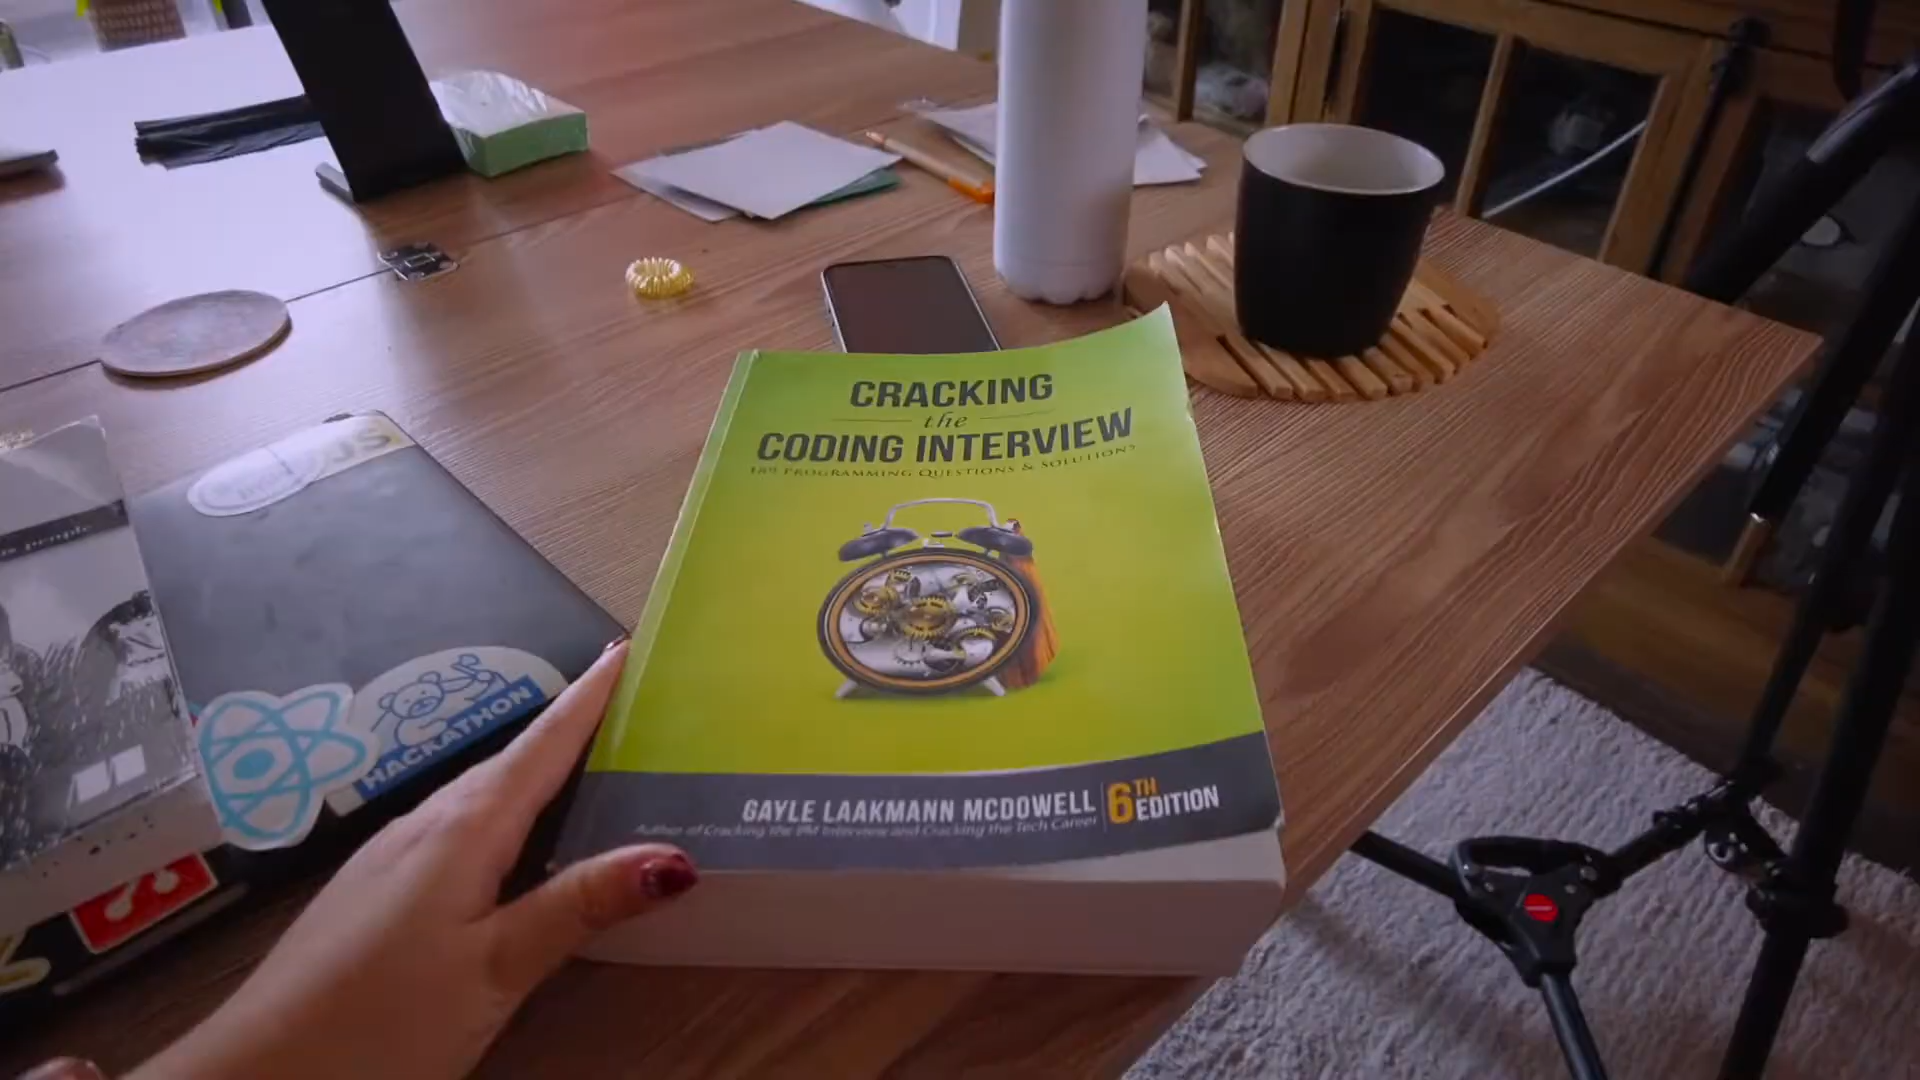 CRACKING
the
CODING INTERVIEW
189 PROGRAMMING QUESTIONS & SOLUTIONS
GAYLE LAAKMANN MCDOWELL
6TH EDITION
Author of Cracking the PM Interview and Cracking the Tech Career
people
HACKATHON